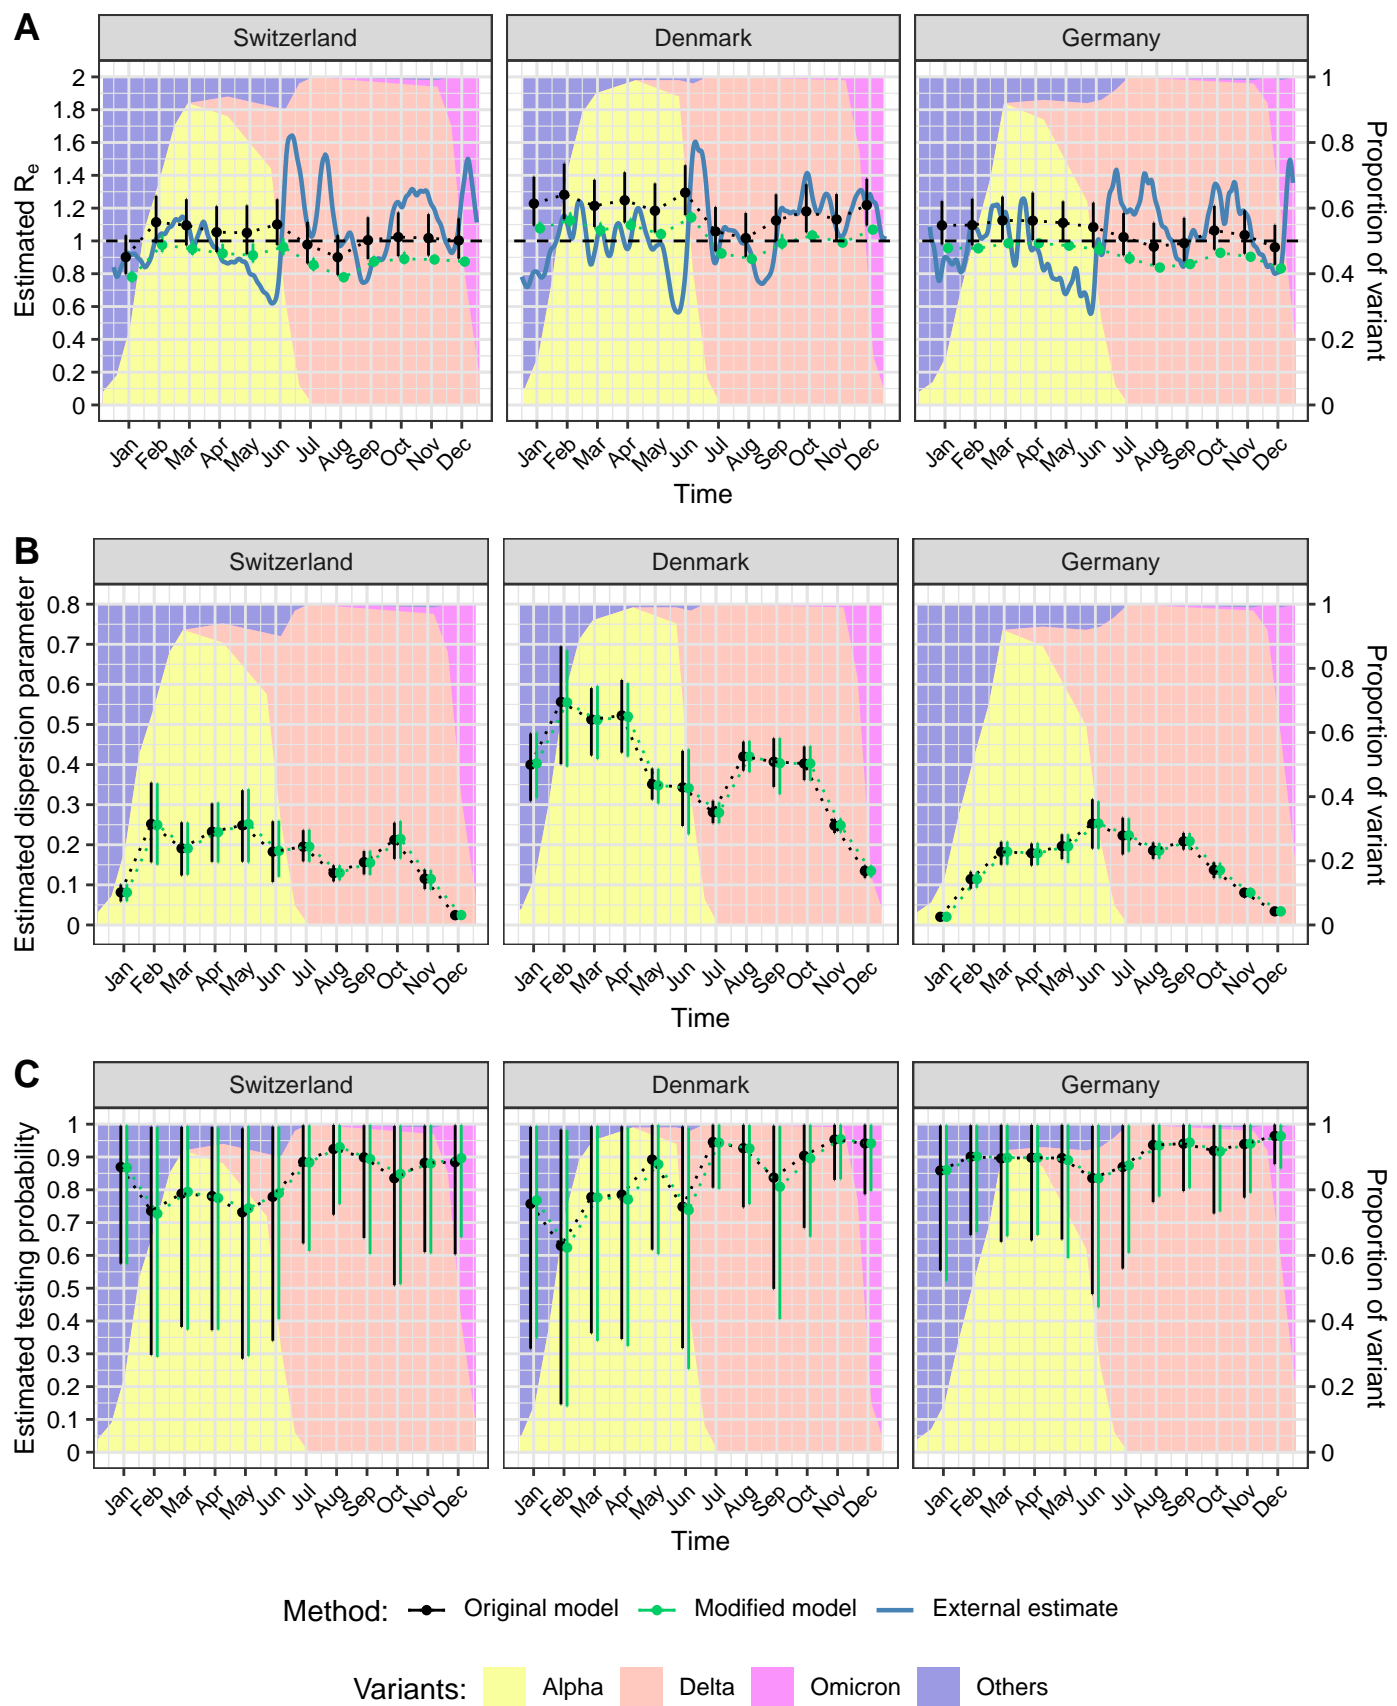 A
Switzerland Denmark Germany
2 1.8 1.6 1.4 1.2 1 0.8 0.6 0.4 0.2 0
Estimated Re
1 0.8 0.6 0.4 0.2 0
Proportion of variant
Jan Feb Mar Apr May Jun Jul Aug Sep Oct Nov Dec Jan Feb Mar Apr May Jun Jul Aug Sep Oct Nov Dec Jan Feb Mar Apr May Jun Jul Aug Sep Oct Nov Dec
Time
B
Switzerland Denmark Germany
0.8 0.7 0.6 0.5 0.4 0.3 0.2 0.1 0
Estimated dispersion parameter
1 0.8 0.6 0.4 0.2 0
Proportion of variant
Jan Feb Mar Apr May Jun Jul Aug Sep Oct Nov Dec Jan Feb Mar Apr May Jun Jul Aug Sep Oct Nov Dec Jan Feb Mar Apr May Jun Jul Aug Sep Oct Nov Dec
Time
C
Switzerland Denmark Germany
1 0.9 0.8 0.7 0.6 0.5 0.4 0.3 0.2 0.1 0
Estimated testing probability
1 0.8 0.6 0.4 0.2 0
Proportion of variant
Jan Feb Mar Apr May Jun Jul Aug Sep Oct Nov Dec Jan Feb Mar Apr May Jun Jul Aug Sep Oct Nov Dec Jan Feb Mar Apr May Jun Jul Aug Sep Oct Nov Dec
Time
Method: Original model Modified model External estimate
Variants: Alpha Delta Omicron Others